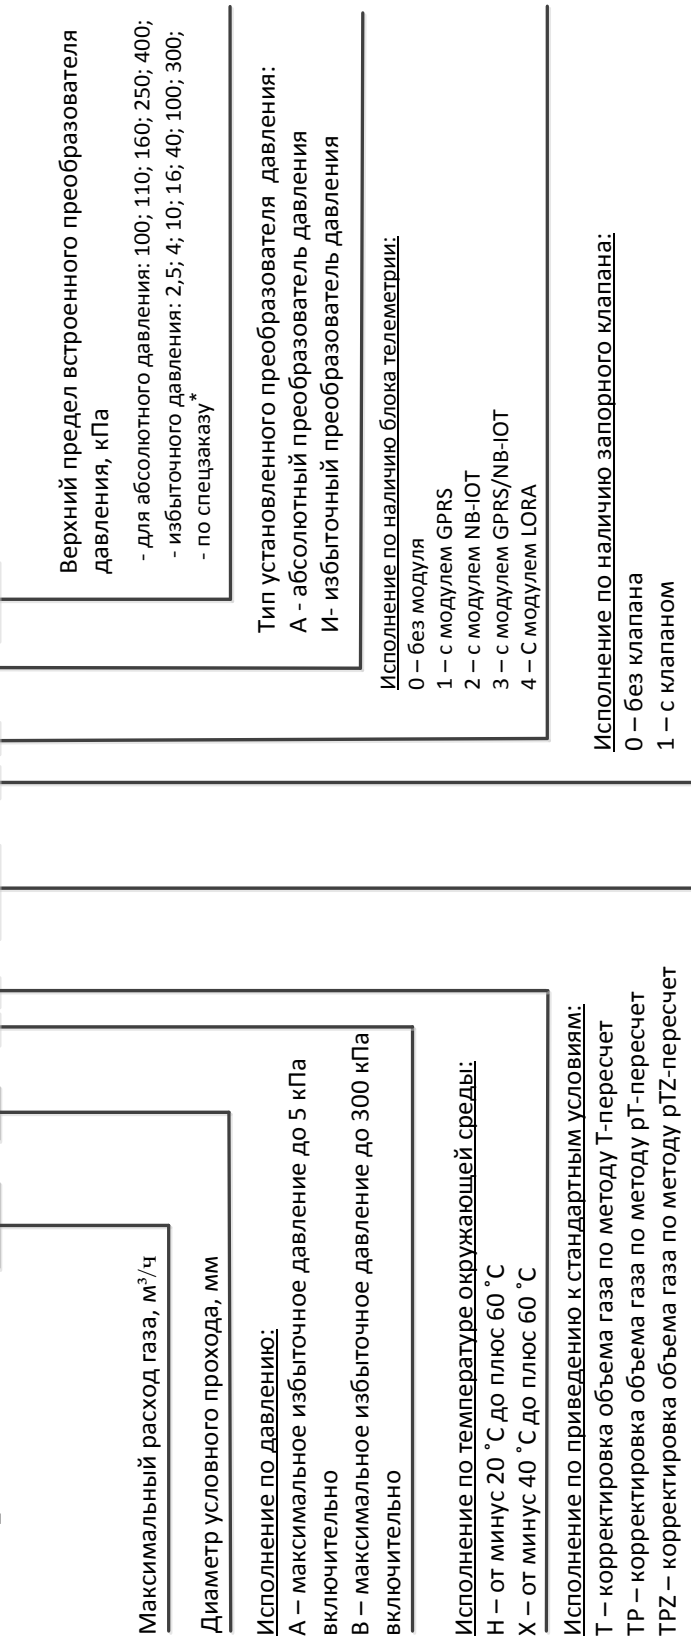 Максимальный расход газа, м³/ч
Диаметр условного прохода, мм
Исполнение по давлению:
А – максимальное избыточное давление до 5 кПа
включительно
В – максимальное избыточное давление до 300 кПа
включительно
Исполнение по температуре окружающей среды:
Н – от минус 20 ˚С до плюс 60 ˚С
Х – от минус 40 ˚С до плюс 60 ˚С
Исполнение по приведению к стандартным условиям:
Т – корректировка объема газа по методу Т-пересчет
ТР – корректировка объема газа по методу рТ-пересчет
TPZ – корректировка объема газа по методу pTZ-пересчет
Верхний предел встроенного преобразователя
давления, кПа
- для абсолютного давления: 100; 110; 160; 250; 400;
- избыточного давления: 2,5; 4; 10; 16; 40; 100; 300;
- по спецзаказу*
Тип установленного преобразователя давления:
А - абсолютный преобразователь давления
И- избыточный преобразователь давления
Исполнение по наличию блока телеметрии:
0 – без модуля
1 – с модулем GPRS
2 – с модулем NB-IOT
3 – с модулем GPRS/NB-IOT
4 – С модулем LORA
Исполнение по наличию запорного клапана:
0 – без клапана
1 – с клапаном